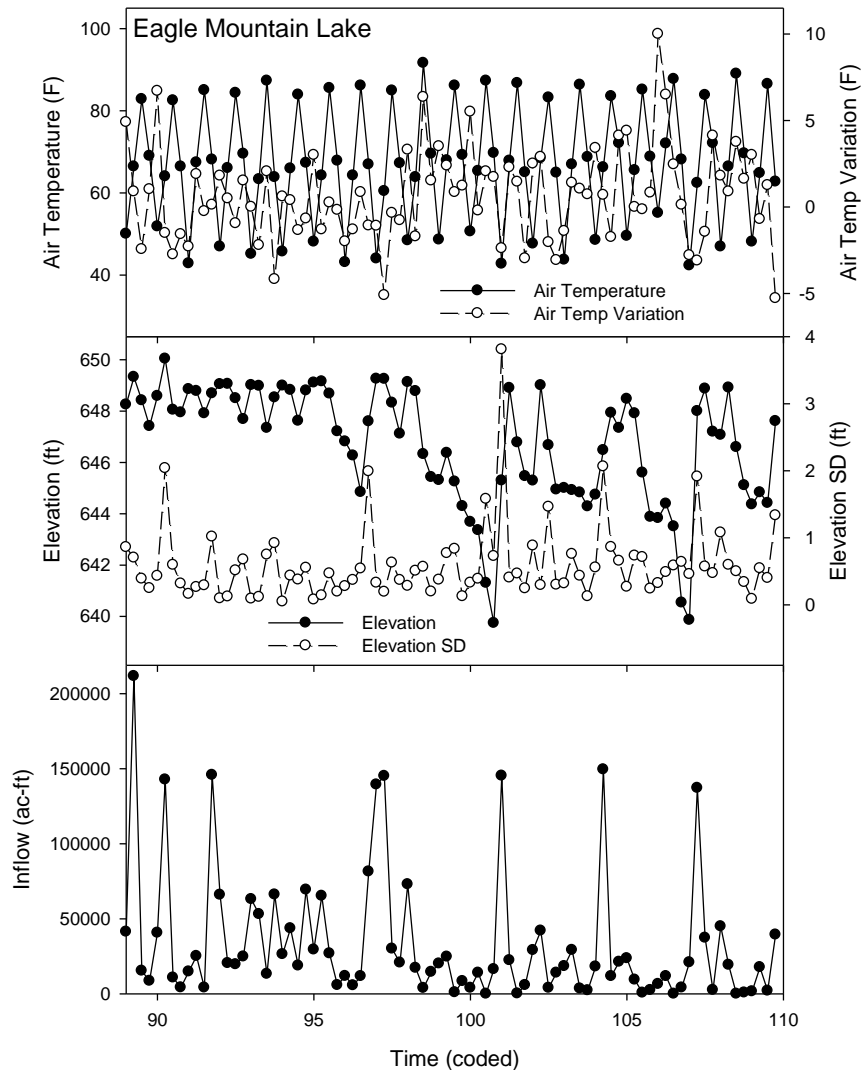 Eagle Mountain Lake
Air Temperature (F)
100
80
60
40
Air Temp Variation (F)
10
5
0
-5
Air Temperature
Air Temp Variation
Elevation (ft)
650
648
646
644
642
640
Elevation SD (ft)
4
3
2
1
0
Elevation
Elevation SD
Inflow (ac-ft)
200000
150000
100000
50000
0
90 95 100 105 110
Time (coded)